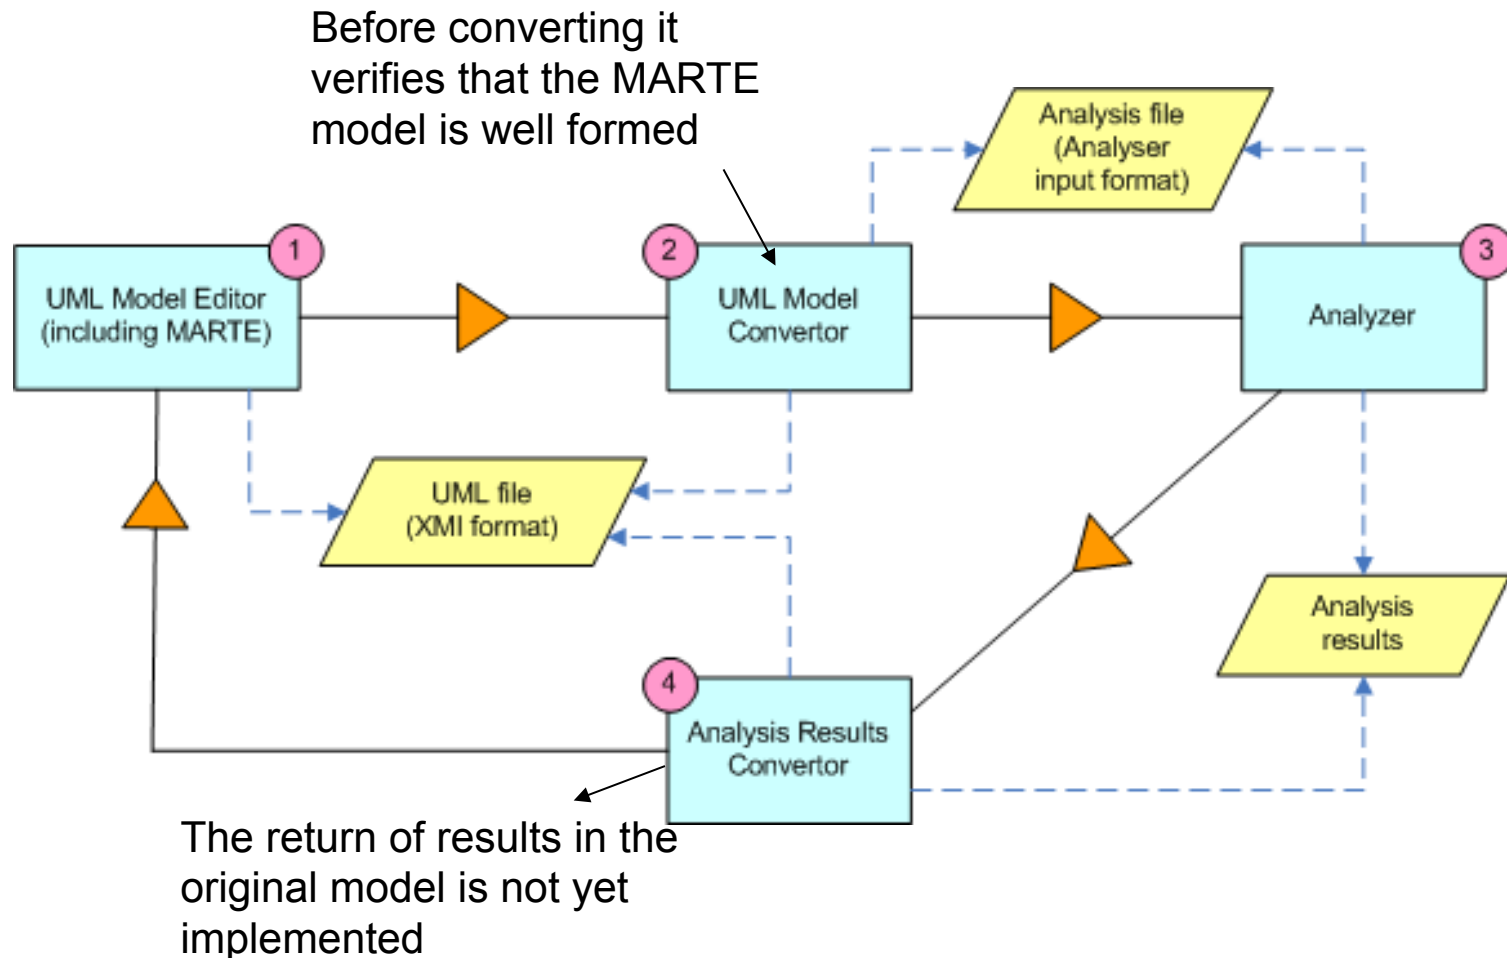 Before converting it
verifies that the MARTE
model is well formed
Analysis file
(Analyser
input format)
1
UML Model Editor
(including MARTE)
2
UML Model
Convertor
3
Analyzer
UML file
(XMI format)
Analysis
results
4
Analysis Results
Convertor
The return of results in the
original model is not yet
implemented